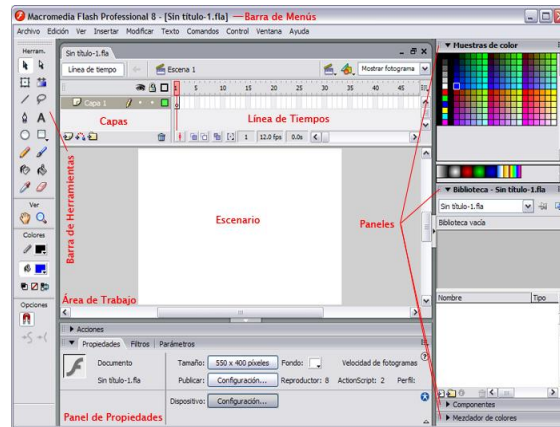 Macromedia Flash Professional 8 - [Sin título-1.fla]
Barra de Menús
Archivo Edición Ver Insertar Modificar Texto Comandos Control Ventana Ayuda
Herram.
Sin título-1.fla
Línea de tiempo
Escena 1
Mostrar fotograma
Capa 1
1 5 10 15 20 25 30 35 40 45
Capas
Línea de Tiempos
1 12.0 fps 0.0s
Barra de Herramientas
Ver
Colores
Opciones
Escenario
Área de Trabajo
Paneles
Muestras de color
Biblioteca - Sin título-1.fla
Sin título-1.fla
Biblioteca vacía
Nombre Tipo
Componentes
Mezclador de colores
Acciones
Propiedades Filtros Parámetros
Documento
Sin título-1.fla
Tamaño: 550 x 400 píxeles Fondo: Velocidad de fotogramas
Publicar: Configuración... Reproductor: 8 ActionScript: 2 Perfil:
Dispositivo: Configuración...
Panel de Propiedades